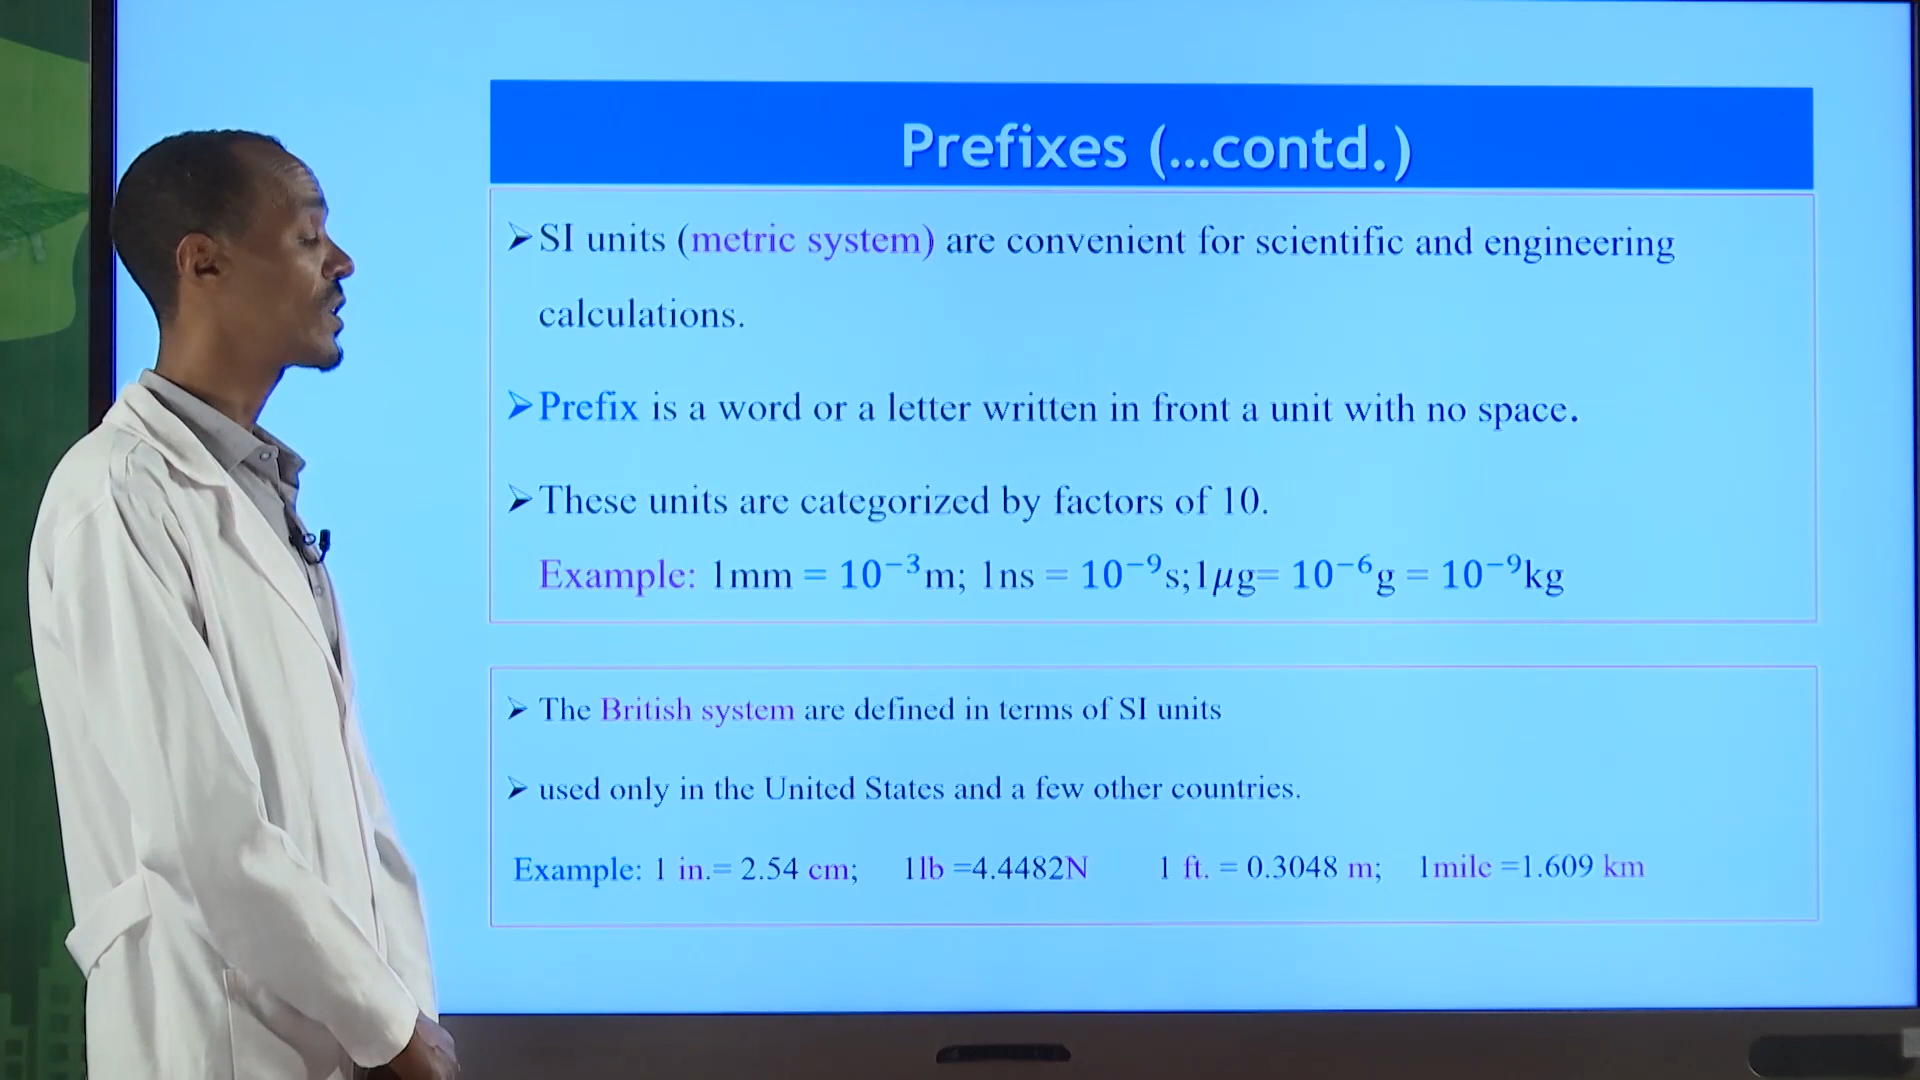 Prefixes (...contd.)
➢SI units (metric system) are convenient for scientific and engineering
calculations.
➢Prefix is a word or a letter written in front a unit with no space.
➢These units are categorized by factors of 10.
Example: 1mm = 10⁻³m; 1ns = 10⁻⁹s;1μg= 10⁻⁶g = 10⁻⁹kg
➢ The British system are defined in terms of SI units
➢ used only in the United States and a few other countries.
Example: 1 in.= 2.54 cm; 1lb =4.4482N 1 ft. = 0.3048 m; 1mile =1.609 km